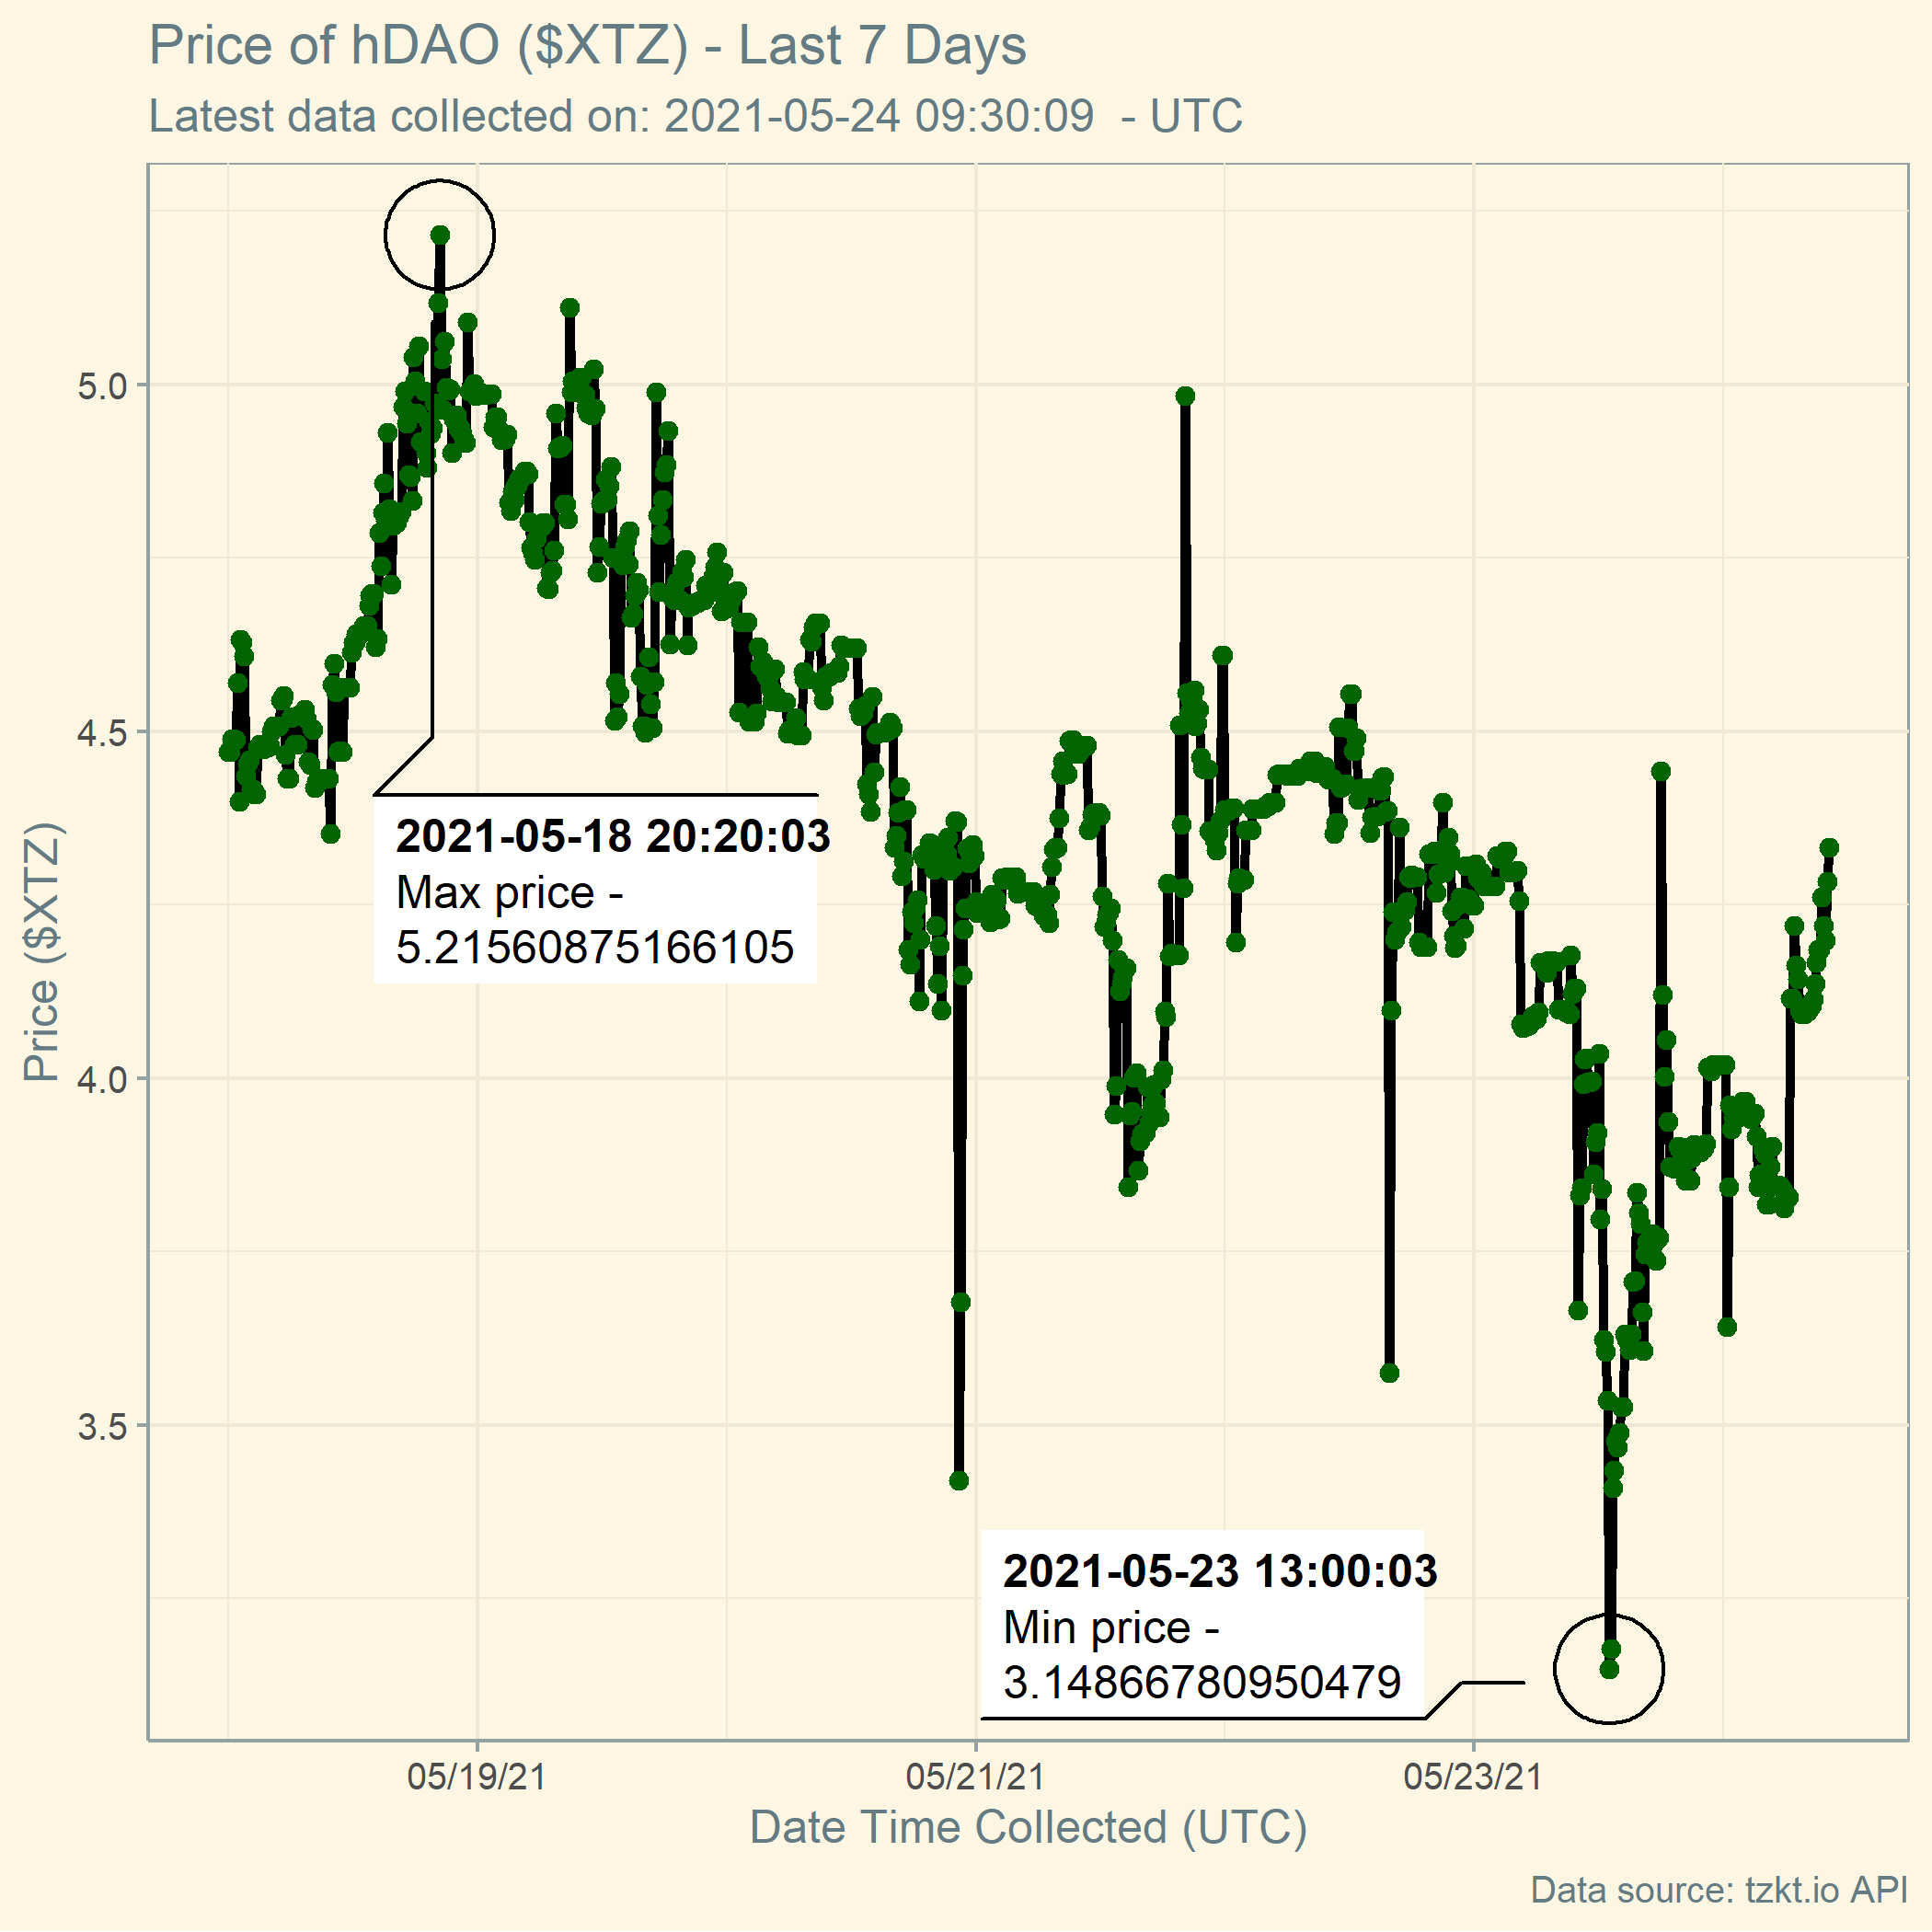 Price of hDAO ($XTZ) - Last 7 Days
Latest data collected on: 2021-05-24 09:30:09  - UTC
5.0
4.5
4.0
3.5
Price ($XTZ)
2021-05-18 20:20:03
Max price -
5.21560875166105
2021-05-23 13:00:03
Min price -
3.14866780950479
05/19/21
05/21/21
05/23/21
Date Time Collected (UTC)
Data source: tzkt.io API